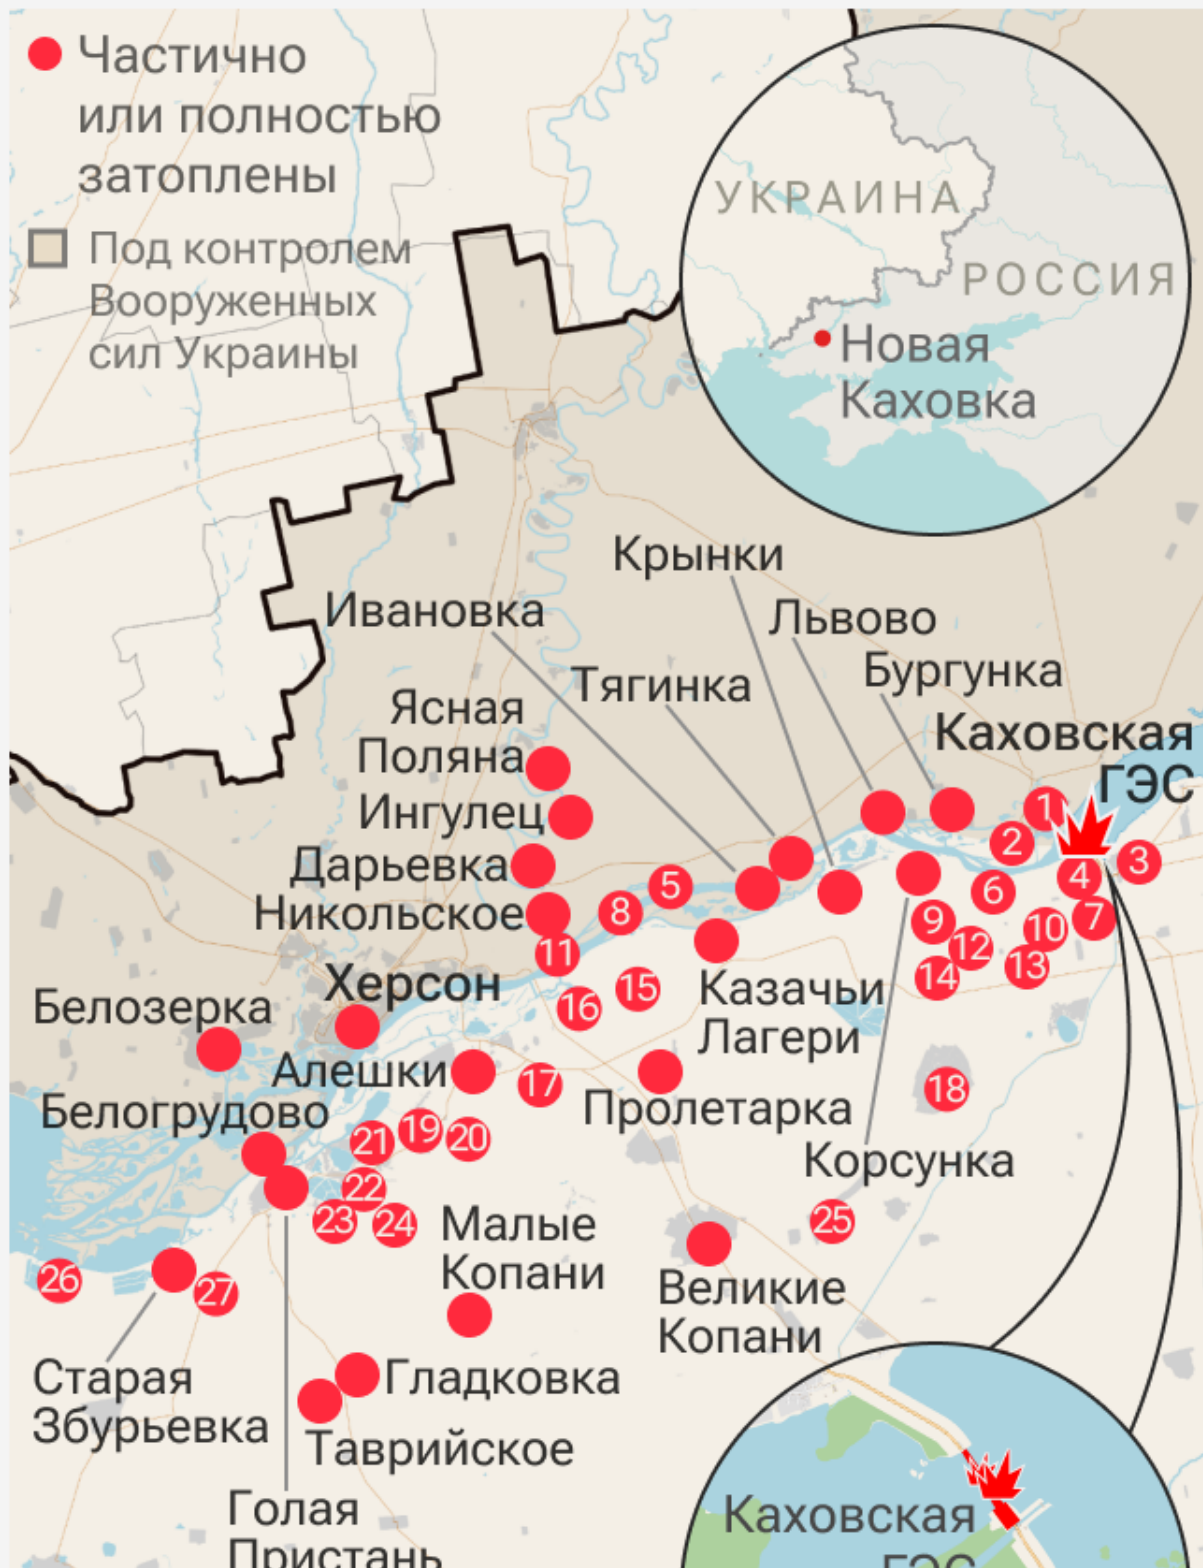 Частично
или полностью
затоплены
Под контролем
Вооруженных
сил Украины
УКРАИНА
РОССИЯ
Новая
Каховка
Крынки
Ивановка
Львово
Тягинка
Бургунка
Ясная
Поляна
Каховская
ГЭС
Ингулец
Дарьевка
Никольское
1
2
3
4
5
6
7
8
9
10
11
12
13
14
15
16
Херсон
Казачьи
Лагери
Белозерка
Алешки
17
Пролетарка
18
Белогрудово
19
20
21
22
23
24
Корсунка
25
Малые
Копани
Великие
Копани
26
27
Старая
Збурьевка
Гладковка
Таврийское
Голая
Пристань
Каховская
ГЭС